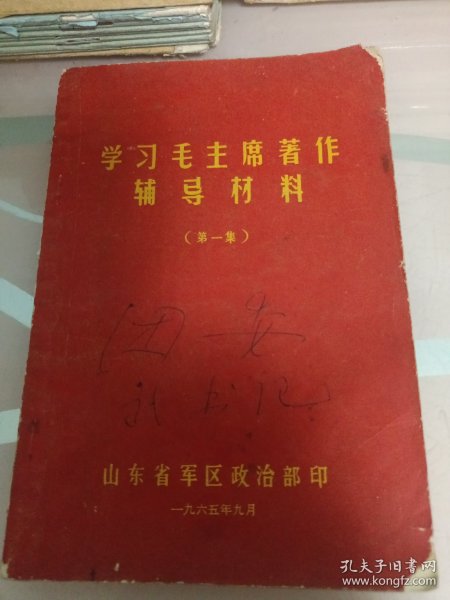 学习毛主席著作
辅导材料
（第一集）
山东省军区政治部印
一九六五年九月
孔夫子旧书网
www.kongfz.com